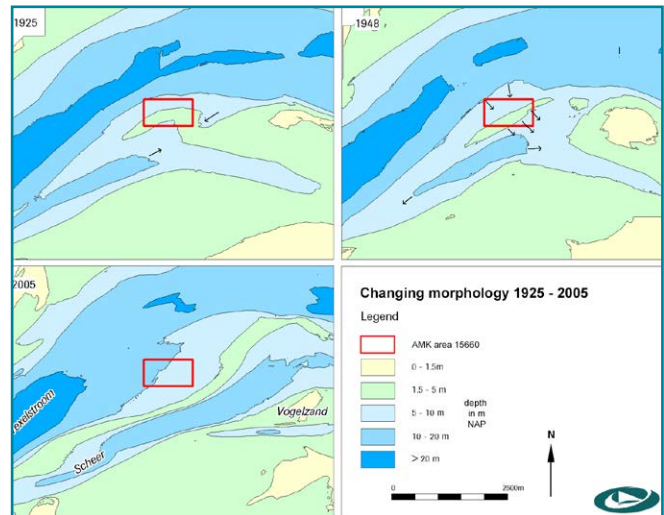 1925
1948
2005
exelstroom
Scheer
Vogelzand
Changing morphology 1925 - 2005
Legend
AMK area 15660
0 - 1.5m
1.5 - 5 m
5 - 10 m
10 - 20 m
> 20 m
depth
in m
NAP
N
0
2500m